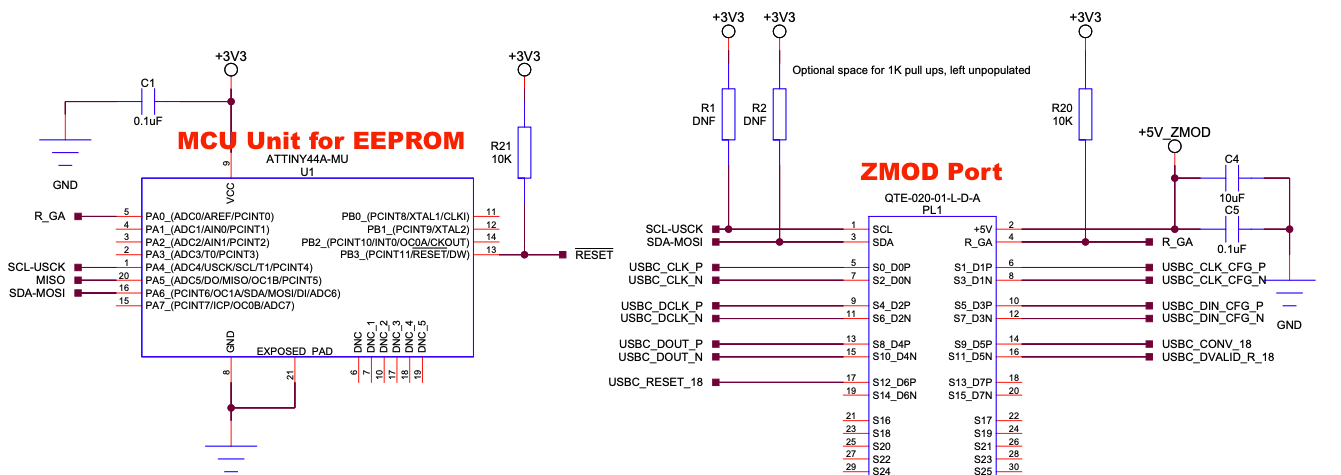 +3V3
C1
0.1uF
GND
MCU Unit for EEPROM
ATTINY44A-MU
U1
+3V3
R21
10K
9
VCC
R_GA
5
PA0_(ADC0/AREF/PCINT0)
4
PA1_(ADC1/AIN0/PCINT1)
3
PA2_(ADC2/AIN1/PCINT2)
2
PA3_(ADC3/T0/PCINT3)
SCL-USCK
1
PA4_(ADC4/USCK/SCL/T1/PCINT4)
MISO
20
PA5_(ADC5/DO/MISO/OC1B/PCINT5)
SDA-MOSI
16
PA6_(PCINT6/OC1A/SDA/MOSI/DI/ADC6)
15
PA7_(PCINT7/ICP/OC0B/ADC7)
PB0_(PCINT8/XTAL1/CLKI)
11
PB1_(PCINT9/XTAL2)
12
PB2_(PCINT10/INT0/OC0A/CKOUT)
14
PB3_(PCINT11/RESET/DW)
13
RESET
GND
EXPOSED_PAD
DNC
DNC_1
DNC_2
DNC_3
DNC_4
DNC_5
8
21
6
7
10
17
18
19
+3V3
+3V3
+3V3
Optional space for 1K pull ups, left unpopulated
R1
DNF
R2
DNF
R20
10K
+5V_ZMOD
C4
10uF
C5
0.1uF
GND
ZMOD Port
QTE-020-01-L-D-A
PL1
SCL-USCK
1
SCL
+5V
2
SDA-MOSI
3
SDA
R_GA
4
R_GA
USBC_CLK_P
5
S0_D0P
S1_D1P
6
USBC_CLK_CFG_P
USBC_CLK_N
7
S2_D0N
S3_D1N
8
USBC_CLK_CFG_N
USBC_DCLK_P
9
S4_D2P
S5_D3P
10
USBC_DIN_CFG_P
USBC_DCLK_N
11
S6_D2N
S7_D3N
12
USBC_DIN_CFG_N
USBC_DOUT_P
13
S8_D4P
S9_D5P
14
USBC_CONV_18
USBC_DOUT_N
15
S10_D4N
S11_D5N
16
USBC_DVALID_R_18
USBC_RESET_18
17
S12_D6P
S13_D7P
18
19
S14_D6N
S15_D7N
20
21
S16
S17
22
23
S18
S19
24
25
S20
S21
26
27
S22
S23
28
29
S24
S25
30